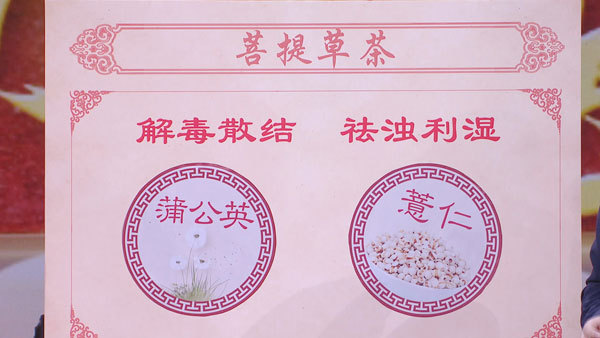 菩提草茶
解毒散结 祛浊利湿
蒲公英 薏仁